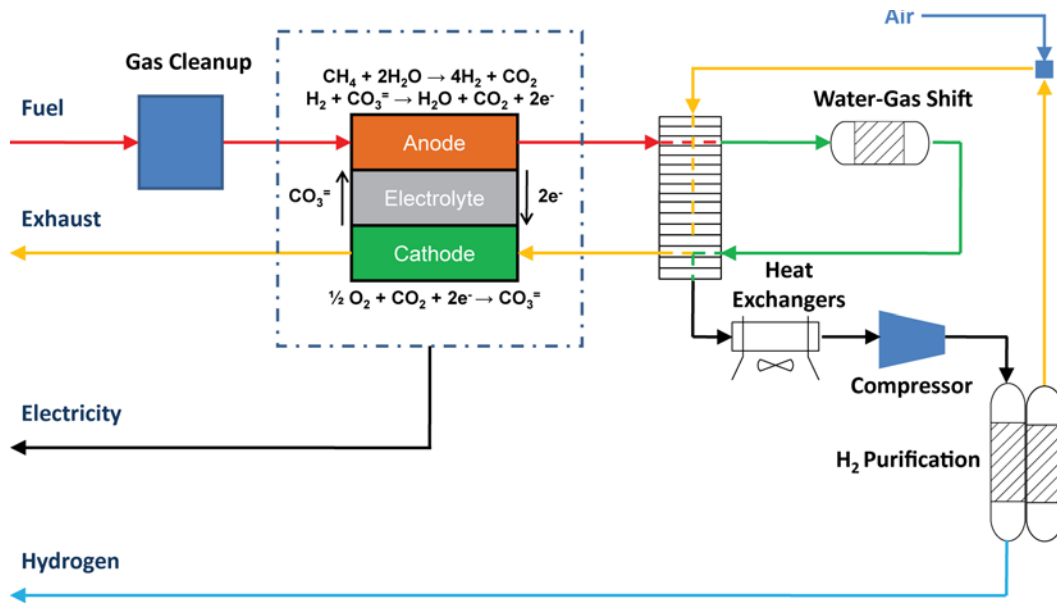 Air
Gas Cleanup
CH₄ + 2H₂O → 4H₂ + CO₂
H₂ + CO₃⁼ → H₂O + CO₂ + 2e⁻
Fuel
Water-Gas Shift
Anode
CO₃⁼
Electrolyte
2e⁻
Exhaust
Cathode
½ O₂ + CO₂ + 2e⁻ → CO₃⁼
Heat
Exchangers
Compressor
Electricity
H₂ Purification
Hydrogen